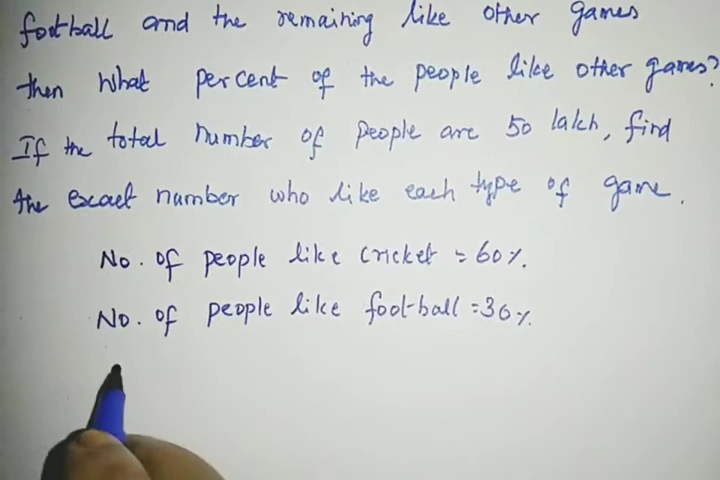 football and the remaining like other games
then what percent of the people like other games?
If the total number of people are 50 lakh, find
the exact number who like each type of game.
No. of people like cricket = 60%.
No. of people like foot-ball = 30%.